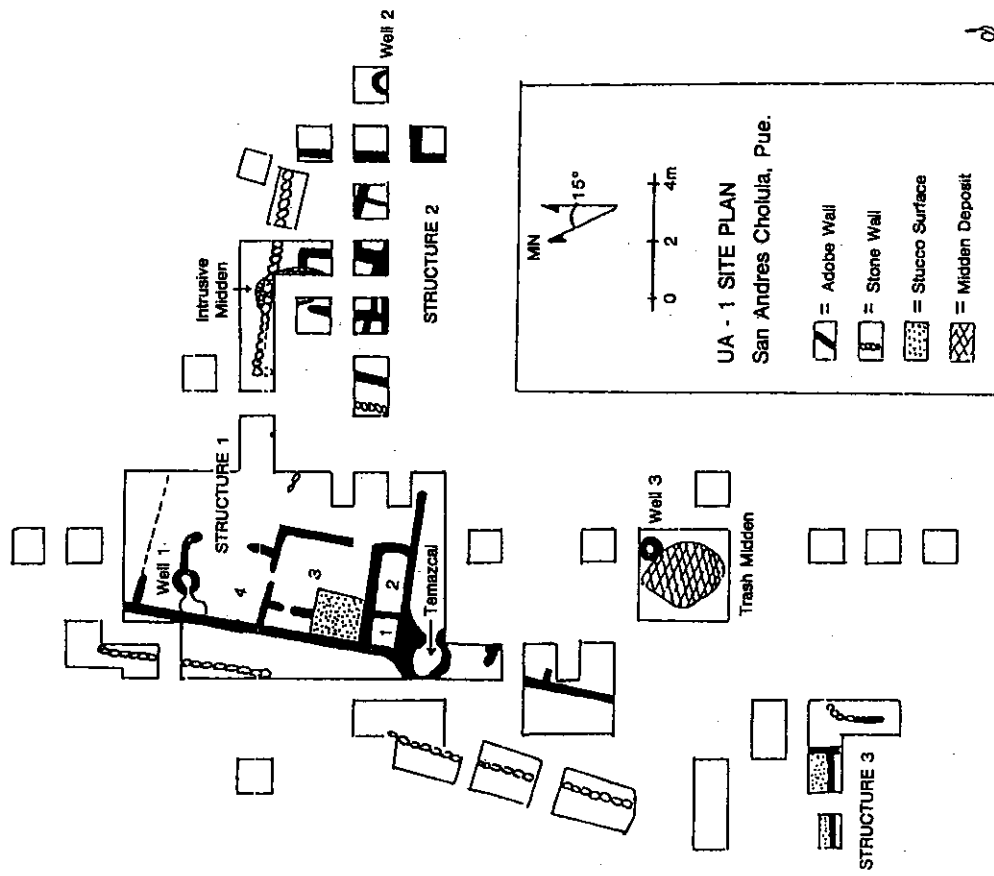 Well 2
Intrusive
Midden
STRUCTURE 2
STRUCTURE 1
Well 1
4
3
2
1
Temazcal
Well 3
Trash Midden
STRUCTURE 3
MN
15°
0 2 4m
UA - 1 SITE PLAN
San Andres Cholula, Pue.
= Adobe Wall
= Stone Wall
= Stucco Surface
= Midden Deposit